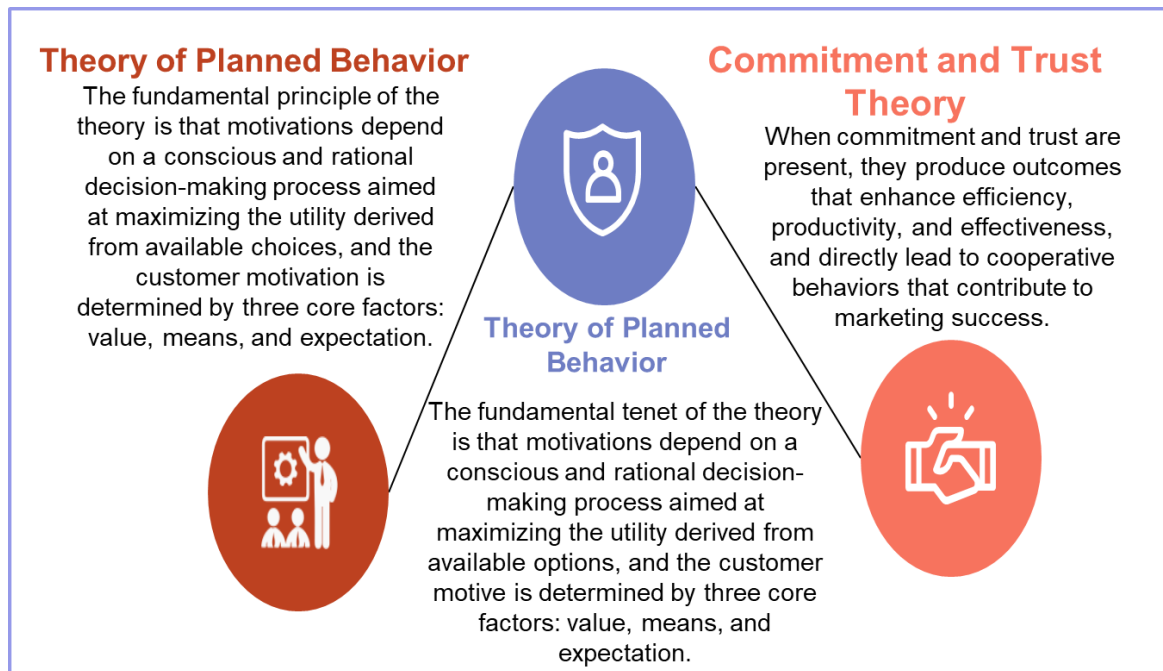 Theory of Planned Behavior
The fundamental principle of the
theory is that motivations depend
on a conscious and rational
decision-making process aimed
at maximizing the utility derived
from available choices, and the
customer motivation is
determined by three core factors:
value, means, and expectation.
Theory of Planned
Behavior
The fundamental tenet of the theory
is that motivations depend on a
conscious and rational decision-
making process aimed at
maximizing the utility derived from
available options, and the customer
motive is determined by three core
factors: value, means, and
expectation.
Commitment and Trust
Theory
When commitment and trust are
present, they produce outcomes
that enhance efficiency,
productivity, and effectiveness,
and directly lead to cooperative
behaviors that contribute to
marketing success.